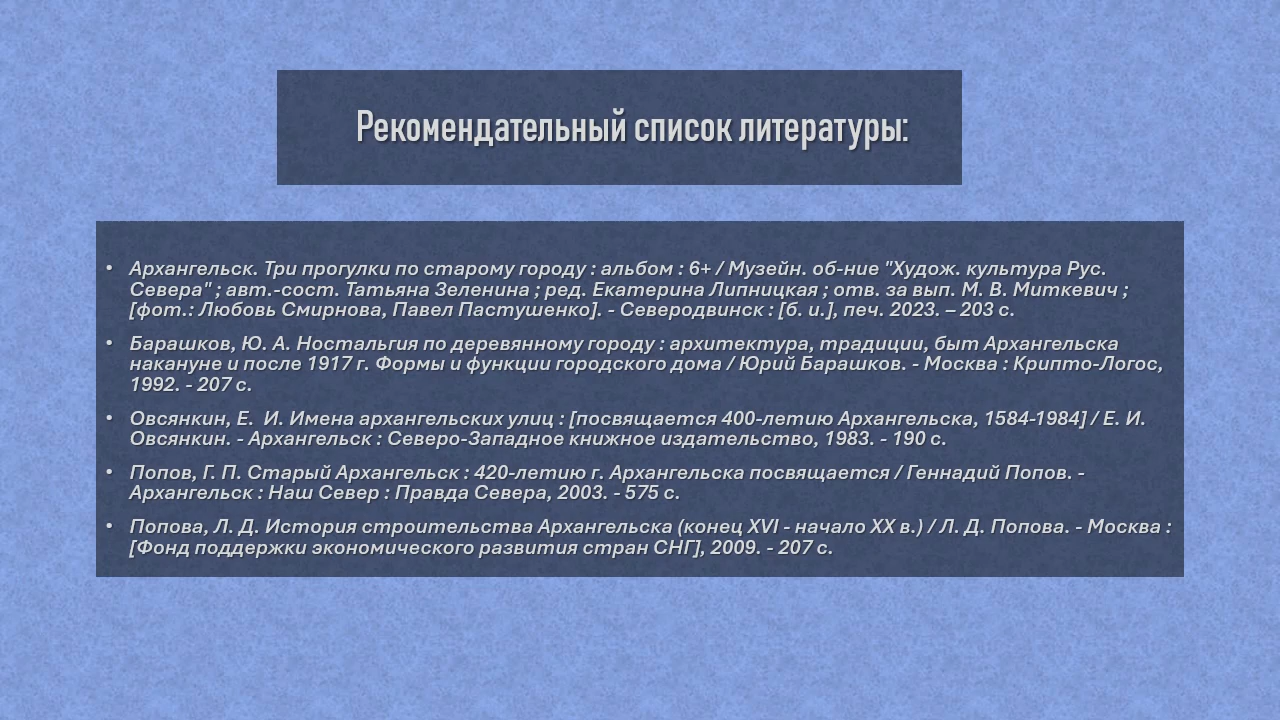 Рекомендательный список литературы:
• Архангельск. Три прогулки по старому городу : альбом : 6+ / Музейн. об-ние "Худож. культура Рус.
Севера" ; авт.-сост. Татьяна Зеленина ; ред. Екатерина Липницкая ; отв. за вып. М. В. Миткевич ;
[фот.: Любовь Смирнова, Павел Пастушенко]. - Северодвинск : [б. и.], печ. 2023. – 203 с.
• Барашков, Ю. А. Ностальгия по деревянному городу : архитектура, традиции, быт Архангельска
накануне и после 1917 г. Формы и функции городского дома / Юрий Барашков. - Москва : Крипто-Логос,
1992. - 207 с.
• Овсянкин, Е.  И. Имена архангельских улиц : [посвящается 400-летию Архангельска, 1584-1984] / Е. И.
Овсянкин. - Архангельск : Северо-Западное книжное издательство, 1983. - 190 с.
• Попов, Г. П. Старый Архангельск : 420-летию г. Архангельска посвящается / Геннадий Попов. -
Архангельск : Наш Север : Правда Севера, 2003. - 575 с.
• Попова, Л. Д. История строительства Архангельска (конец XVI - начало XX в.) / Л. Д. Попова. - Москва :
[Фонд поддержки экономического развития стран СНГ], 2009. - 207 с.